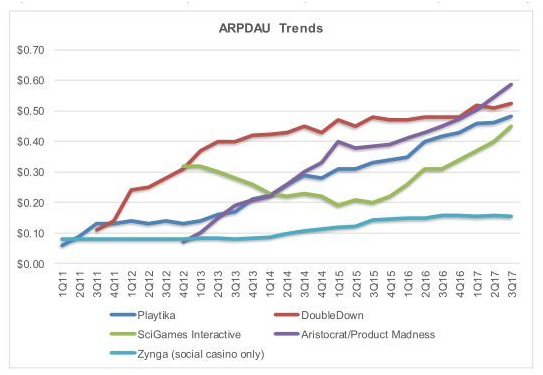 ARPDAU Trends
$0.70
$0.60
$0.50
$0.40
$0.30
$0.20
$0.10
$0.00
1Q11 2Q11 3Q11 4Q11 1Q12 2Q12 3Q12 4Q12 1Q13 2Q13 3Q13 4Q13 1Q14 2Q14 3Q14 4Q14 1Q15 2Q15 3Q15 4Q15 1Q16 2Q16 3Q16 4Q16 1Q17 2Q17 3Q17
Playtika DoubleDown
SciGames Interactive Aristocrat/Product Madness
Zynga (social casino only)